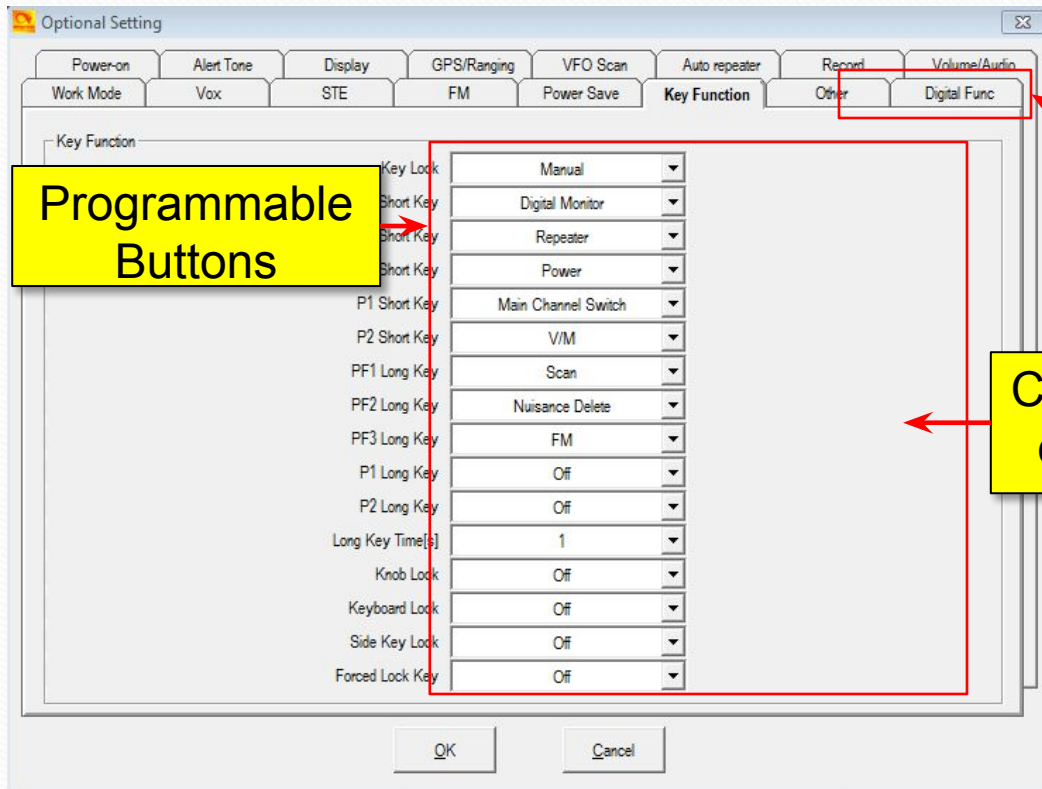 Optional Setting
Power-on Alert Tone Display GPS/Ranging VFO Scan Auto repeater Record Volume/Audio
Work Mode Vox STE FM Power Save Key Function Other Digital Func
Key Function
Key Lock Manual
Short Key Digital Monitor
Short Key Repeater
Short Key Power
Programmable
Buttons
P1 Short Key Main Channel Switch
P2 Short Key V/M
PF1 Long Key Scan
PF2 Long Key Nuisance Delete
PF3 Long Key FM
P1 Long Key Off
P2 Long Key Off
Long Key Time[s] 1
Knob Lock Off
Keyboard Lock Off
Side Key Lock Off
Forced Lock Key Off
OK Cancel